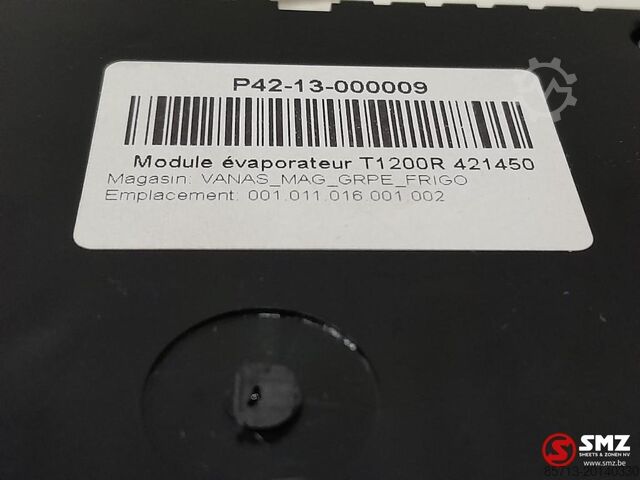 P42-13-000009
Module évaporateur T1200R 421450
Magasin: VANAS_MAG_GRPE_FRIGO
Emplacement: 001.011.016.001.002
SMZ
SMEETS & ZONEN NV
www.smz.be